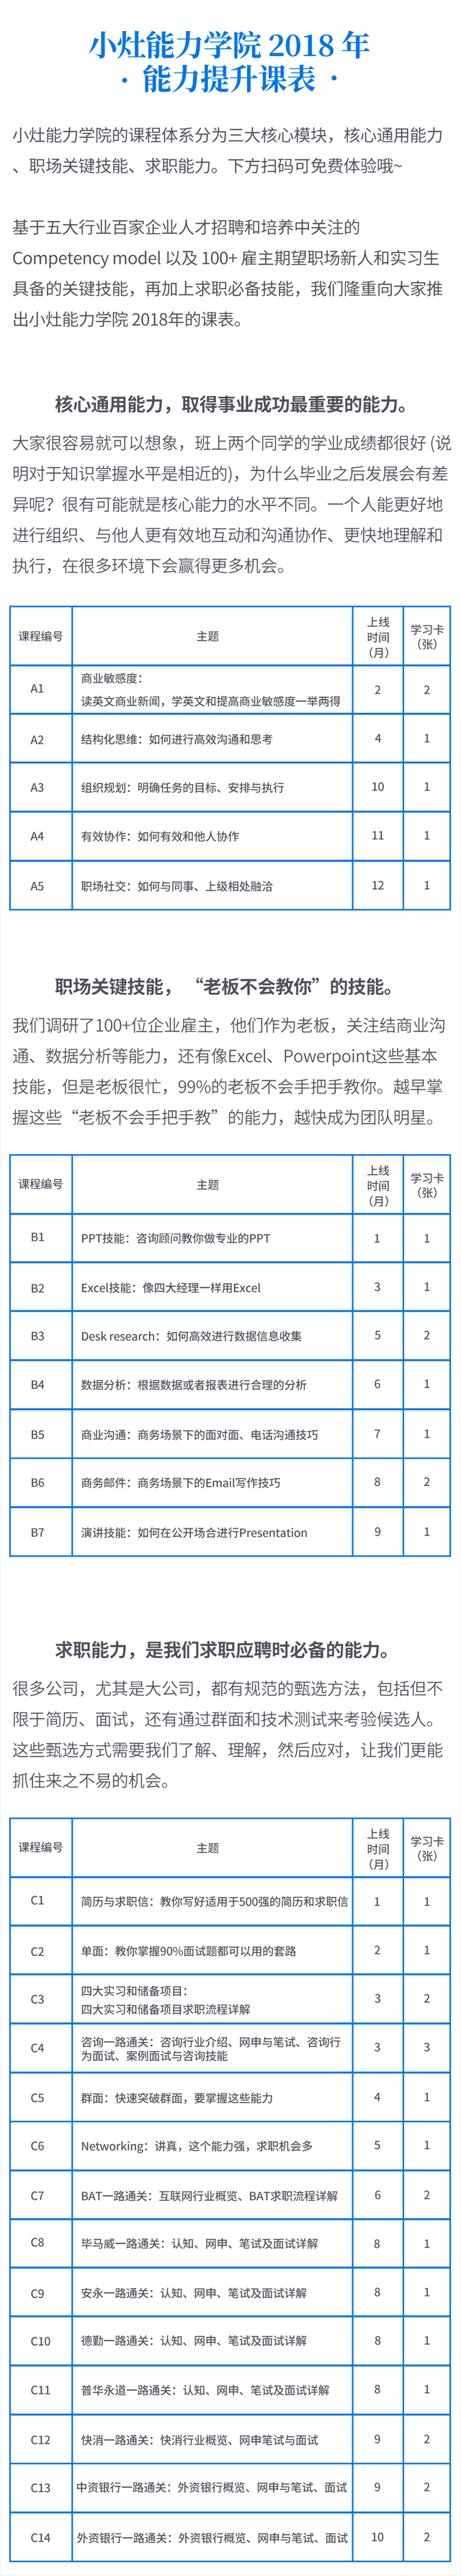 小灶能力学院 2018 年
· 能力提升课表 ·
小灶能力学院的课程体系分为三大核心模块，核心通用能力
、职场关键技能、求职能力。下方扫码可免费体验哦~
基于五大行业百家企业人才招聘和培养中关注的
Competency model 以及 100+ 雇主期望职场新人和实习生
具备的关键技能，再加上求职必备技能，我们隆重向大家推
出小灶能力学院 2018年的课表。
核心通用能力，取得事业成功最重要的能力。
大家很容易就可以想象，班上两个同学的学业成绩都很好 (说
明对于知识掌握水平是相近的)，为什么毕业之后发展会有差
异呢？很有可能就是核心能力的水平不同。一个人能更好地
进行组织、与他人更有效地互动和沟通协作、更快地理解和
执行，在很多环境下会赢得更多机会。
课程编号 主题 上线时间（月） 学习卡（张）
A1 商业敏感度： 2 2
读英文商业新闻，学英文和提高商业敏感度一举两得
A2 结构化思维：如何进行高效沟通和思考 4 1
A3 组织规划：明确任务的目标、安排与执行 10 1
A4 有效协作：如何有效和他人协作 11 1
A5 职场社交：如何与同事、上级相处融洽 12 1
职场关键技能， “老板不会教你”的技能。
我们调研了100+位企业雇主，他们作为老板，关注结商业沟
通、数据分析等能力，还有像Excel、Powerpoint这些基本
技能，但是老板很忙，99%的老板不会手把手教你。越早掌
握这些“老板不会手把手教”的能力，越快成为团队明星。
课程编号 主题 上线时间（月） 学习卡（张）
B1 PPT技能：咨询顾问教你做专业的PPT 1 1
B2 Excel技能：像四大经理一样用Excel 3 1
B3 Desk research：如何高效进行数据信息收集 5 2
B4 数据分析：根据数据或者报表进行合理的分析 6 1
B5 商业沟通：商务场景下的面对面、电话沟通技巧 7 1
B6 商务邮件：商务场景下的Email写作技巧 8 2
B7 演讲技能：如何在公开场合进行Presentation 9 1
求职能力，是我们求职应聘时必备的能力。
很多公司，尤其是大公司，都有规范的甄选方法，包括但不
限于简历、面试，还有通过群面和技术测试来考验候选人。
这些甄选方式需要我们了解、理解，然后应对，让我们更能
抓住来之不易的机会。
课程编号 主题 上线时间（月） 学习卡（张）
C1 简历与求职信：教你写好适用于500强的简历和求职信 1 1
C2 单面：教你掌握90%面试题都可以用的套路 2 1
C3 四大实习和储备项目： 3 2
四大实习和储备项目求职流程详解
C4 咨询一路通关：咨询行业介绍、网申与笔试、咨询行 3 3
为面试、案例面试与咨询技能
C5 群面：快速突破群面，要掌握这些能力 4 1
C6 Networking：讲真，这个能力强，求职机会多 5 1
C7 BAT一路通关：互联网行业概览、BAT求职流程详解 6 2
C8 毕马威一路通关：认知、网申、笔试及面试详解 8 1
C9 安永一路通关：认知、网申、笔试及面试详解 8 1
C10 德勤一路通关：认知、网申、笔试及面试详解 8 1
C11 普华永道一路通关：认知、网申、笔试及面试详解 8 1
C12 快消一路通关：快消行业概览、网申笔试与面试 9 2
C13 中资银行一路通关：外资银行概览、网申与笔试、面试 9 2
C14 外资银行一路通关：外资银行概览、网申与笔试、面试 10 2